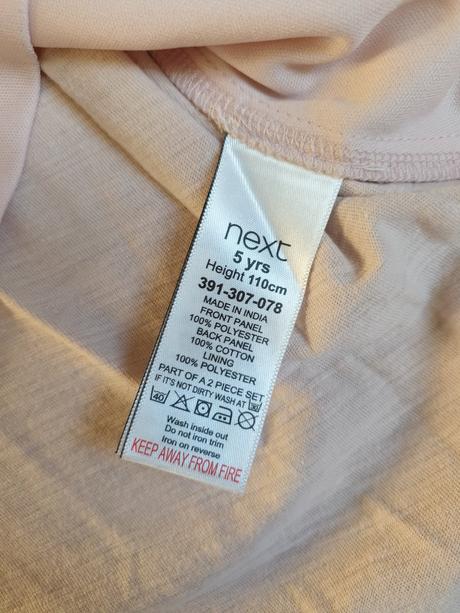 next
5 yrs
Height 110cm
391-307-078
MADE IN INDIA
FRONT PANEL
100% POLYESTER
BACK PANEL
100% COTTON
LINING
100% POLYESTER
PART OF A 2 PIECE SET
IF IT'S NOT DIRTY WASH AT 30
40
Wash inside out
Do not iron trim
Iron on reverse
KEEP AWAY FROM FIRE